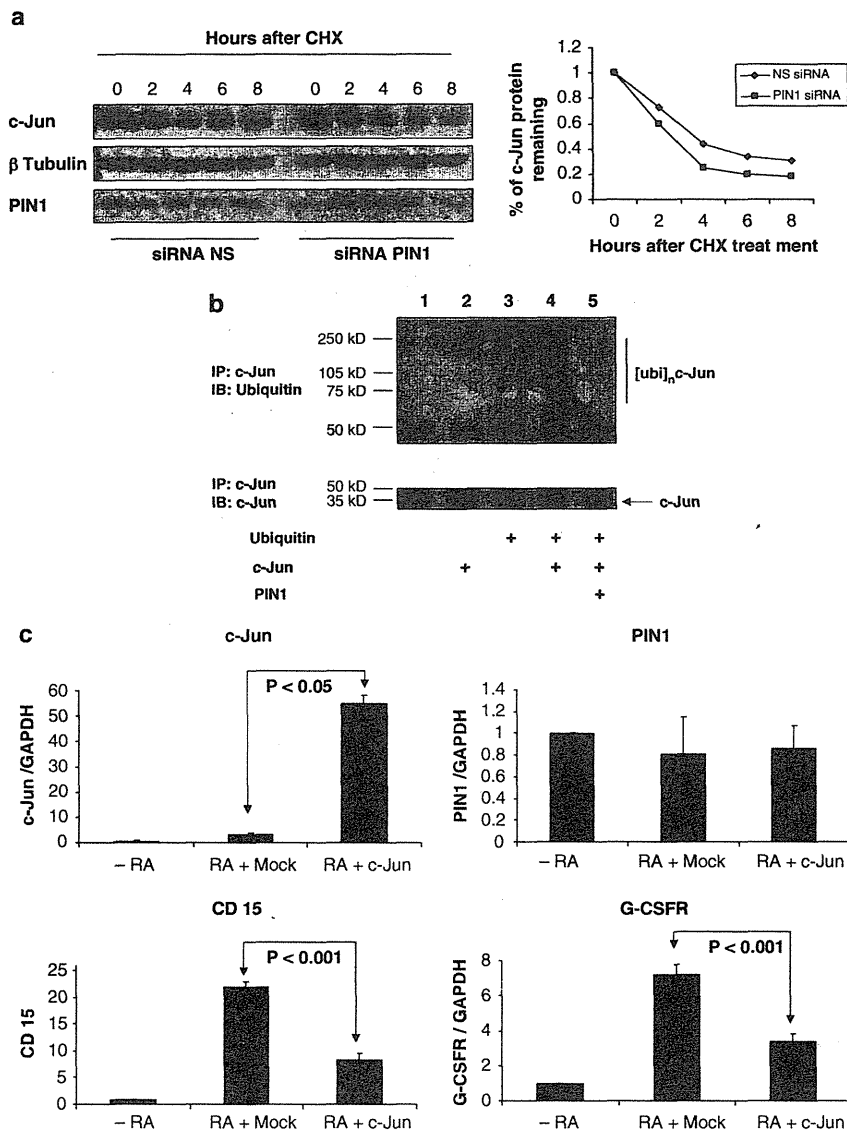 a
Hours after CHX
0 2 4 6 8 0 2 4 6 8
c-Jun
β Tubulin
PIN1
siRNA NS siRNA PIN1
% of c-Jun protein
remaining
1.2
1
0.8
0.6
0.4
0.2
0
0 2 4 6 8
Hours after CHX treat ment
NS siRNA
PIN1 siRNA
b
1 2 3 4 5
250 kD
105 kD
75 kD
50 kD
IP: c-Jun
IB: Ubiquitin
[ubi]nc-Jun
IP: c-Jun
IB: c-Jun
50 kD
35 kD
c-Jun
Ubiquitin + + +
c-Jun + + +
PIN1 +
c
c-Jun
c-Jun /GAPDH
60
50
40
30
20
10
0
P < 0.05
– RA RA + Mock RA + c-Jun
PIN1
PIN1 /GAPDH
1.4
1.2
1
0.8
0.6
0.4
0.2
0
– RA RA + Mock RA + c-Jun
CD 15
CD 15
25
20
15
10
5
0
P < 0.001
– RA RA + Mock RA + c-Jun
G-CSFR
G-CSFR / GAPDH
8
6
4
2
0
P < 0.001
– RA RA + Mock RA + c-Jun